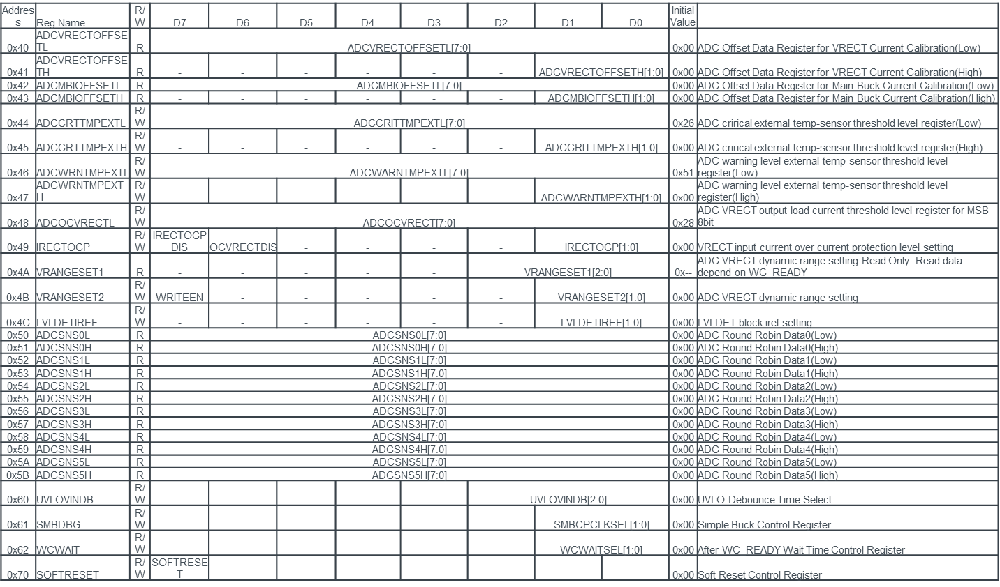 Addres
s Reg Name R/
W D7 D6 D5 D4 D3 D2 D1 D0 Initial
Value
0x40 ADCVRECTOFFSE
TL R ADCVRECTOFFSETL[7:0] 0x00 ADC Offset Data Register for VRECT Current Calibration(Low)
0x41 ADCVRECTOFFSE
TH R - - - - - - ADCVRECTOFFSETH[1:0] 0x00 ADC Offset Data Register for VRECT Current Calibration(High)
0x42 ADCMBIOFFSETL R ADCMBIOFFSETL[7:0] 0x00 ADC Offset Data Register for Main Buck Current Calibration(Low)
0x43 ADCMBIOFFSETH R - - - - - - ADCMBIOFFSETH[1:0] 0x00 ADC Offset Data Register for Main Buck Current Calibration(High)
0x44 ADCCRTTMPEXTL R/
W ADCCRITTMPEXTL[7:0] 0x26 ADC crirical external temp-sensor threshold level register(Low)
0x45 ADCCRTTMPEXTH R/
W - - - - - - ADCCRITTMPEXTH[1:0] 0x00 ADC crirical external temp-sensor threshold level register(High)
0x46 ADCWRNTMPEXTL R/
W ADCWARNTMPEXTL[7:0] 0x51 ADC warning level external temp-sensor threshold level
register(Low)
0x47 ADCWRNTMPEXT
H R/
W - - - - - - ADCWARNTMPEXTH[1:0] 0x00 ADC warning level external temp-sensor threshold level
register(High)
0x48 ADCOCVRECTL R/
W ADCOCVRECT[7:0] 0x28 ADC VRECT output load current threshold level register for MSB
8bit
0x49 IRECTOCP R/
W IRECTOCP
DIS OCVRECTDIS - - - - IRECTOCP[1:0] 0x00 VRECT input current over current protection level setting
0x4A VRANGESET1 R - - - - - VRANGESET1[2:0] 0x-- ADC VRECT dynamic range setting Read Only. Read data
depend on WC_READY
0x4B VRANGESET2 R/
W WRITEEN - - - - - VRANGESET2[1:0] 0x00 ADC VRECT dynamic range setting
0x4C LVLDETIREF R/
W - - - - - - LVLDETIREF[1:0] 0x00 LVLDET block iref setting
0x50 ADCSNS0L R ADCSNS0L[7:0] 0x00 ADC Round Robin Data0(Low)
0x51 ADCSNS0H R ADCSNS0H[7:0] 0x00 ADC Round Robin Data0(High)
0x52 ADCSNS1L R ADCSNS1L[7:0] 0x00 ADC Round Robin Data1(Low)
0x53 ADCSNS1H R ADCSNS1H[7:0] 0x00 ADC Round Robin Data1(High)
0x54 ADCSNS2L R ADCSNS2L[7:0] 0x00 ADC Round Robin Data2(Low)
0x55 ADCSNS2H R ADCSNS2H[7:0] 0x00 ADC Round Robin Data2(High)
0x56 ADCSNS3L R ADCSNS3L[7:0] 0x00 ADC Round Robin Data3(Low)
0x57 ADCSNS3H R ADCSNS3H[7:0] 0x00 ADC Round Robin Data3(High)
0x58 ADCSNS4L R ADCSNS4L[7:0] 0x00 ADC Round Robin Data4(Low)
0x59 ADCSNS4H R ADCSNS4H[7:0] 0x00 ADC Round Robin Data4(High)
0x5A ADCSNS5L R ADCSNS5L[7:0] 0x00 ADC Round Robin Data5(Low)
0x5B ADCSNS5H R ADCSNS5H[7:0] 0x00 ADC Round Robin Data5(High)
0x60 UVLOVINDB R/
W - - - - - UVLOVINDB[2:0] 0x00 UVLO Debounce Time Select
0x61 SMBDBG R/
W - - - - - - SMBCPCLKSEL[1:0] 0x00 Simple Buck Control Register
0x62 WCWAIT R/
W - - - - - - WCWAITSEL[1:0] 0x00 After WC_READY Wait Time Control Register
0x70 SOFTRESET R/
W SOFTRESE
T 0x00 Soft Reset Control Register